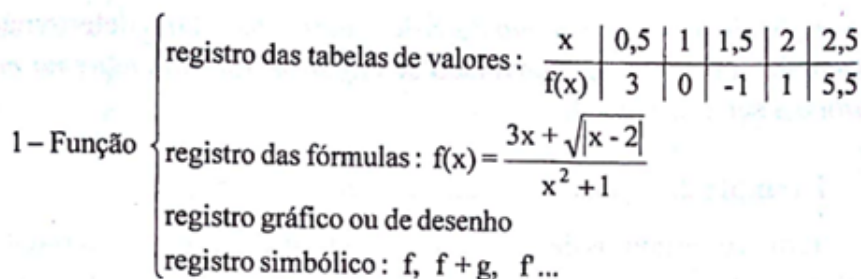 registro das tabelas de valores : x | 0,5 | 1 | 1,5 | 2 | 2,5
f(x) | 3 | 0 | -1 | 1 | 5,5
1 – Função
registro das fórmulas : f(x) = (3x + √|x - 2|) / (x² + 1)
registro gráfico ou de desenho
registro simbólico : f, f + g, f'...